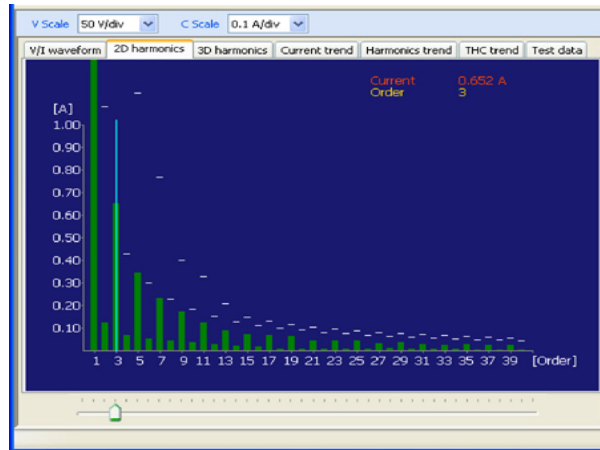 V Scale 50 V/div C Scale 0.1 A/div
V/I waveform 2D harmonics 3D harmonics Current trend Harmonics trend THC trend Test data
Current 0.652 A
Order 3
[A]
1.00
0.90
0.80
0.70
0.60
0.50
0.40
0.30
0.20
0.10
1 3 5 7 9 11 13 15 17 19 21 23 25 27 29 31 33 35 37 39 [Order]